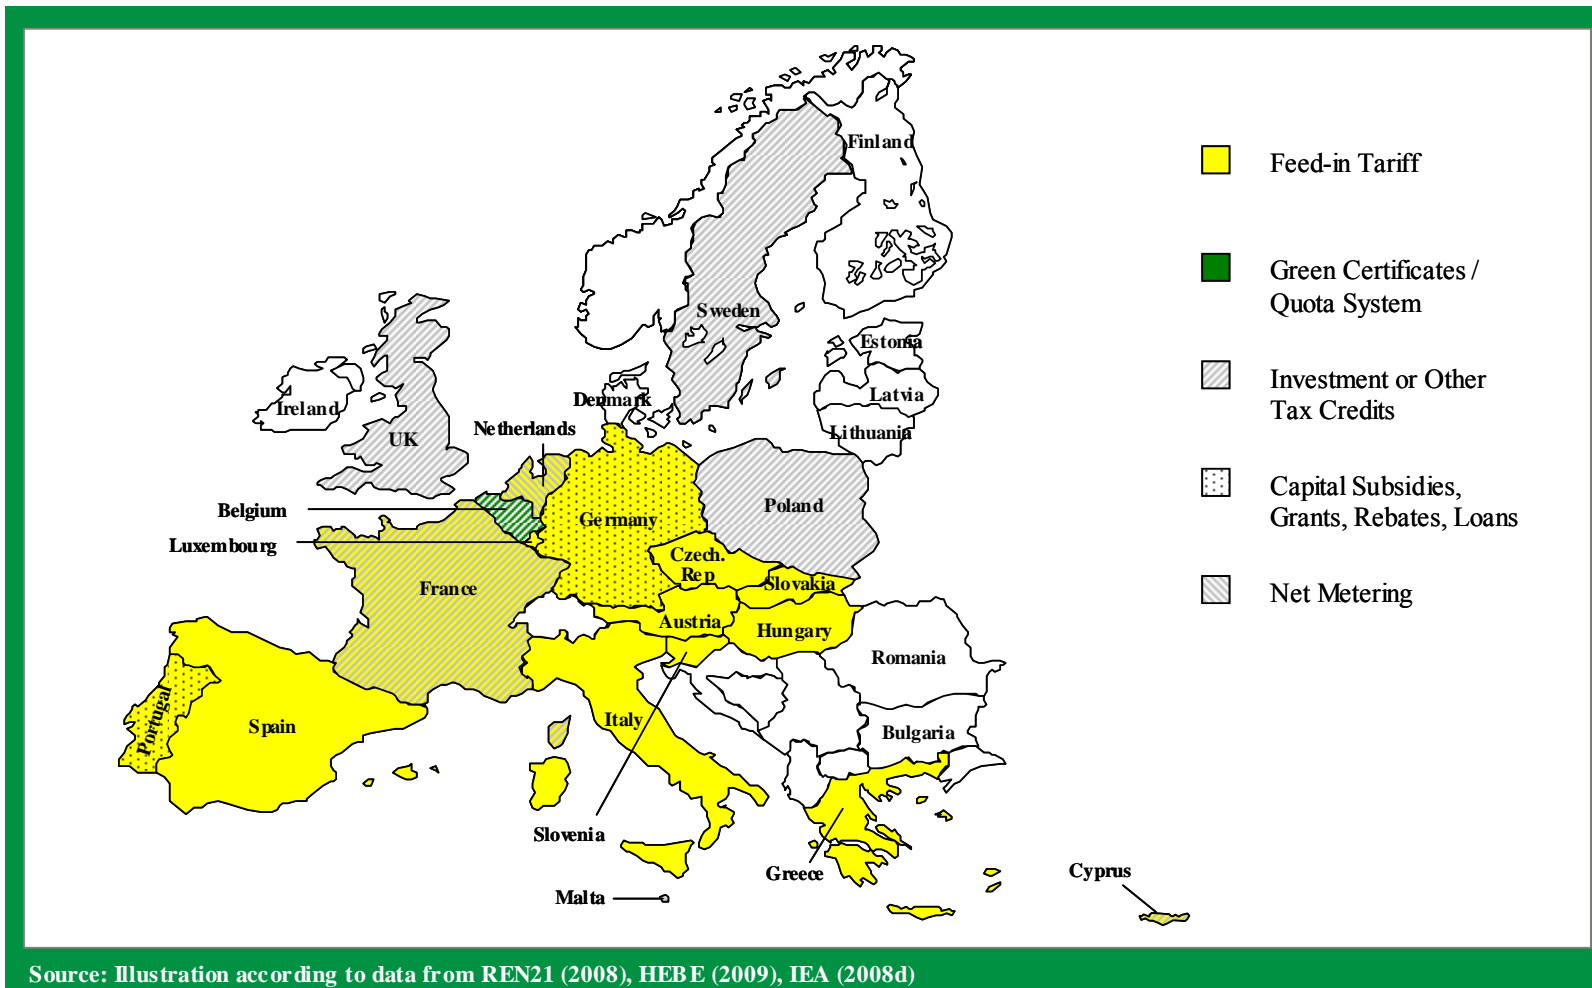 Finland
Sweden
Estonia
Latvia
Lithuania
Denmark
Ireland
UK
Netherlands
Belgium
Luxembourg
Germany
Poland
Czech.
Rep
Slovakia
France
Austria
Hungary
Romania
Portugal
Spain
Italy
Bulgaria
Slovenia
Greece
Malta
Cyprus
Feed-in Tariff
Green Certificates /
Quota System
Investment or Other
Tax Credits
Capital Subsidies,
Grants, Rebates, Loans
Net Metering
Source: Illustration according to data from REN21 (2008), HEBE (2009), IEA (2008d)